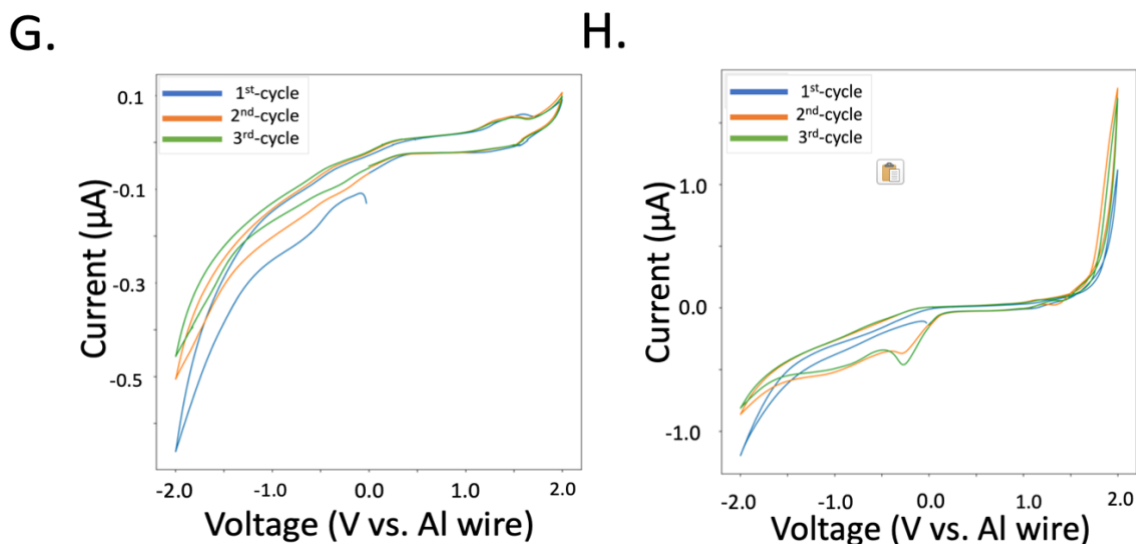 G.
1st-cycle
2nd-cycle
3rd-cycle
0.1
-0.1
-0.3
-0.5
Current (µA)
-2.0 -1.0 0.0 1.0 2.0
Voltage (V vs. Al wire)
H.
1st-cycle
2nd-cycle
3rd-cycle
1.0
0.0
-1.0
Current (µA)
-2.0 -1.0 0.0 1.0 2.0
Voltage (V vs. Al wire)